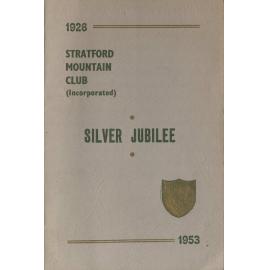 1928
STRATFORD
MOUNTAIN
CLUB
(Incorporated)
SILVER JUBILEE
1953